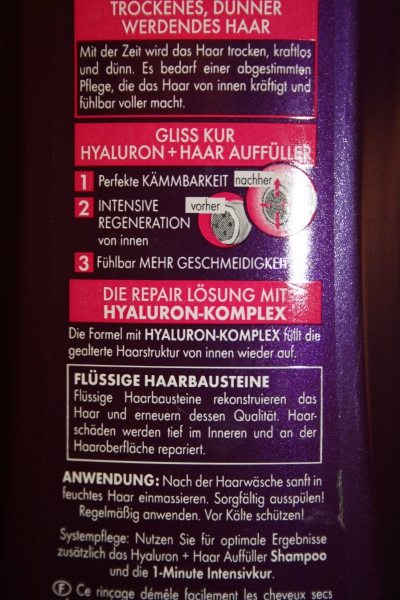 TROCKENES, DÜNNER
WERDENDES HAAR
Mit der Zeit wird das Haar trocken, kraftlos
und dünn. Es bedarf einer abgestimmten
Pflege, die das Haar von innen kräftigt und
fühlbar voller macht.
GLISS KUR
HYALURON + HAAR AUFFÜLLER
1 Perfekte KÄMMBARKEIT
nachher
2 INTENSIVE
REGENERATION
von innen
vorher
3 Fühlbar MEHR GESCHMEIDIGKEIT
DIE REPAIR LÖSUNG MIT
HYALURON-KOMPLEX
Die Formel mit HYALURON-KOMPLEX füllt die
gealterte Haarstruktur von innen wieder auf.
FLÜSSIGE HAARBAUSTEINE
Flüssige Haarbausteine rekonstruieren das
Haar und erneuern dessen Qualität. Haar-
schäden werden tief im Inneren und an der
Haaroberfläche repariert.
ANWENDUNG: Nach der Haarwäsche sanft in
feuchtes Haar einmassieren. Sorgfältig ausspülen!
Regelmäßig anwenden. Vor Kälte schützen!
Systempflege: Nutzen Sie für optimale Ergebnisse
zusätzlich das Hyaluron + Haar Auffüller Shampoo
und die 1-Minute Intensivkur.
F Ce rinçage démêle facilement les cheveux secs